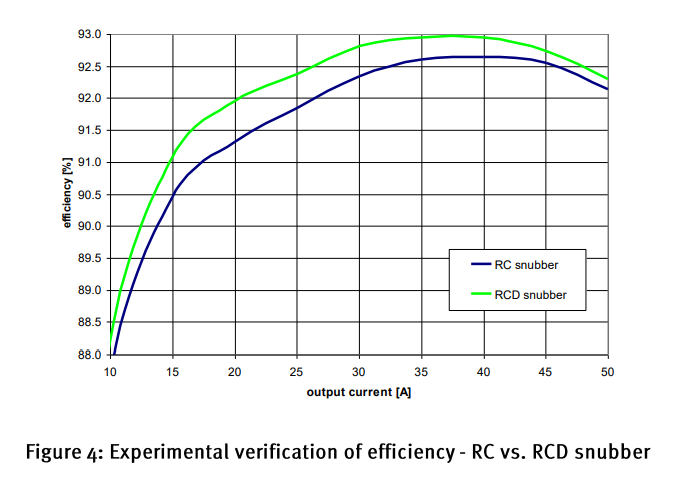 93.0
92.5
92.0
91.5
91.0
90.5
90.0
89.5
89.0
88.5
88.0
efficiency [%]
RC snubber
RCD snubber
10 15 20 25 30 35 40 45 50
output current [A]
Figure 4: Experimental verification of efficiency - RC vs. RCD snubber